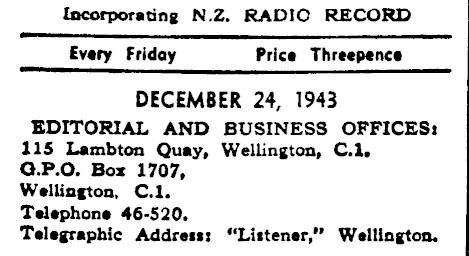 Incorporating N.Z. RADIO RECORD
Every Friday Price Threepence
DECEMBER 24, 1943
EDITORIAL AND BUSINESS OFFICES:
115 Lambton Quay, Wellington, C.1.
G.P.O. Box 1707,
Wellington, C.1.
Telephone 46-520.
Telegraphic Address: "Listener," Wellington.